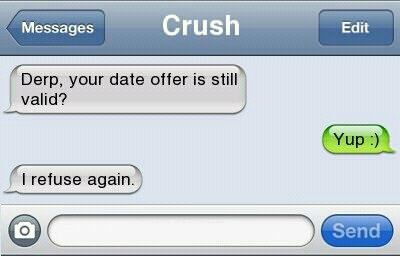 Messages
Crush
Edit
Derp, your date offer is still
valid?
Yup :)
I refuse again.
Send